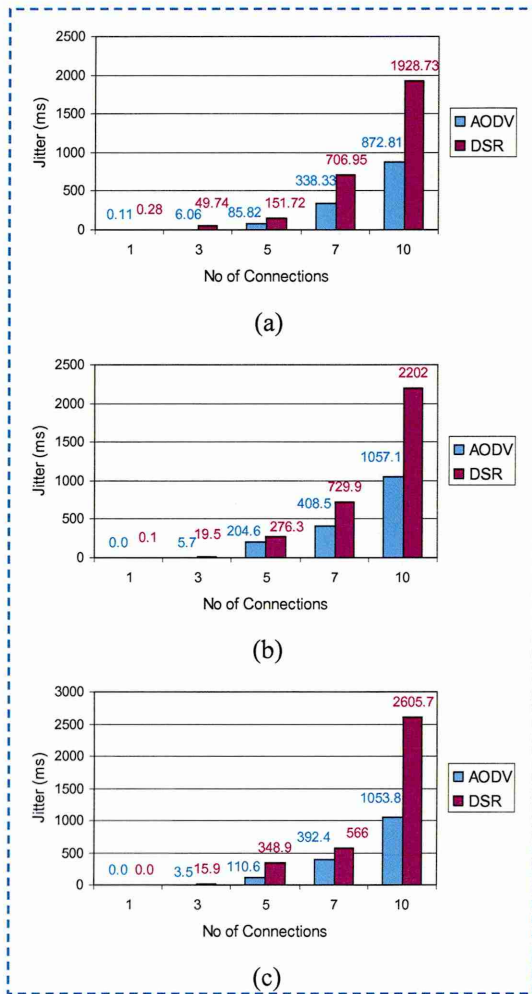 2500
2000
1500
1000
500
0
Jitter (ms)
0.11 0.28 6.06 49.74 85.82 151.72 338.33 706.95 872.81 1928.73
1 3 5 7 10
No of Connections
AODV
DSR
(a)
2500
2000
1500
1000
500
0
Jitter (ms)
0.0 0.1 5.7 19.5 204.6 276.3 408.5 729.9 1057.1 2202
1 3 5 7 10
No of Connections
AODV
DSR
(b)
3000
2500
2000
1500
1000
500
0
Jitter (ms)
0.0 0.0 3.5 15.9 110.6 348.9 392.4 566 1053.8 2605.7
1 3 5 7 10
No of Connections
AODV
DSR
(c)